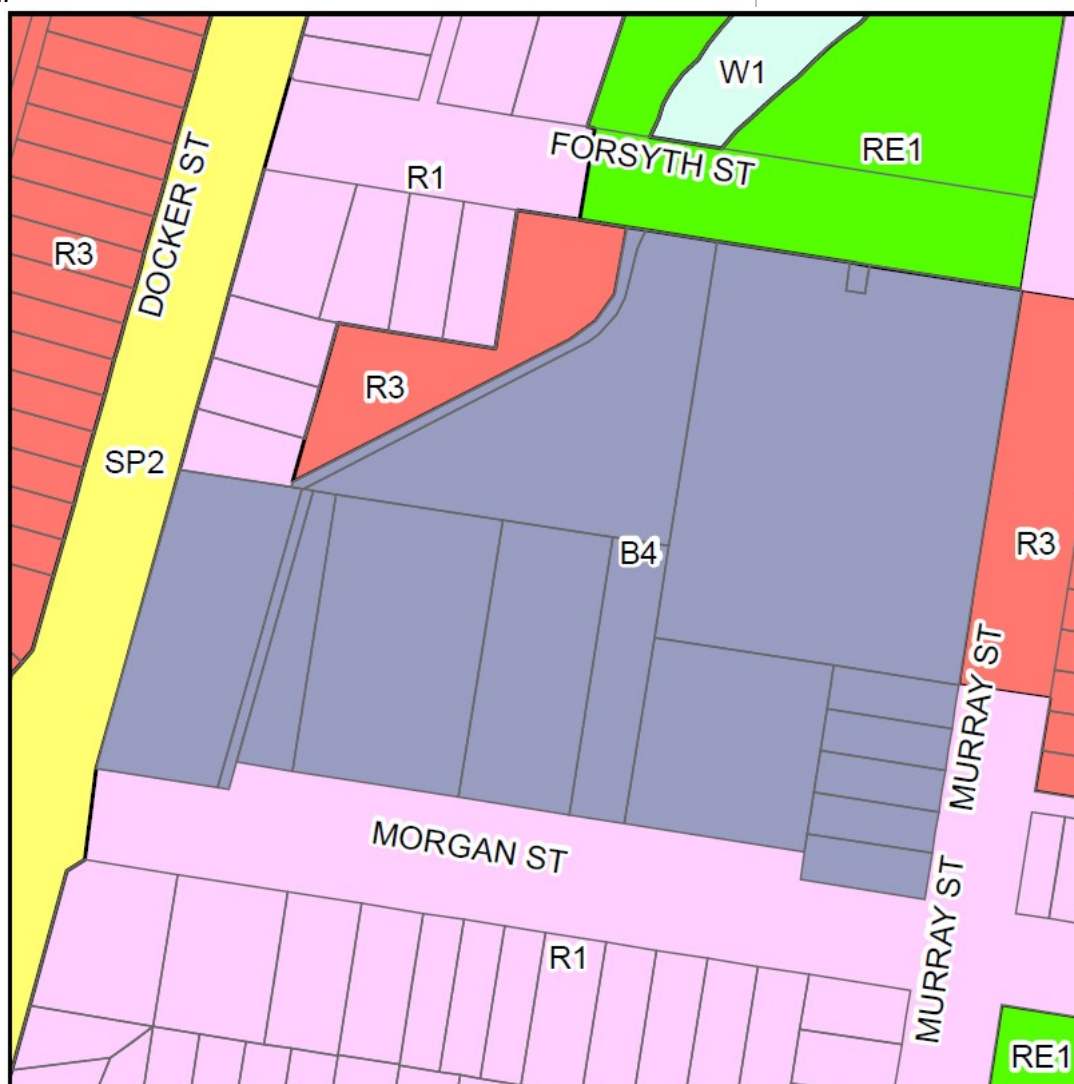 W1
FORSYTH ST
RE1
R1
DOCKER ST
R3
R3
SP2
B4
R3
MURRAY ST
MORGAN ST
MURRAY ST
R1
RE1